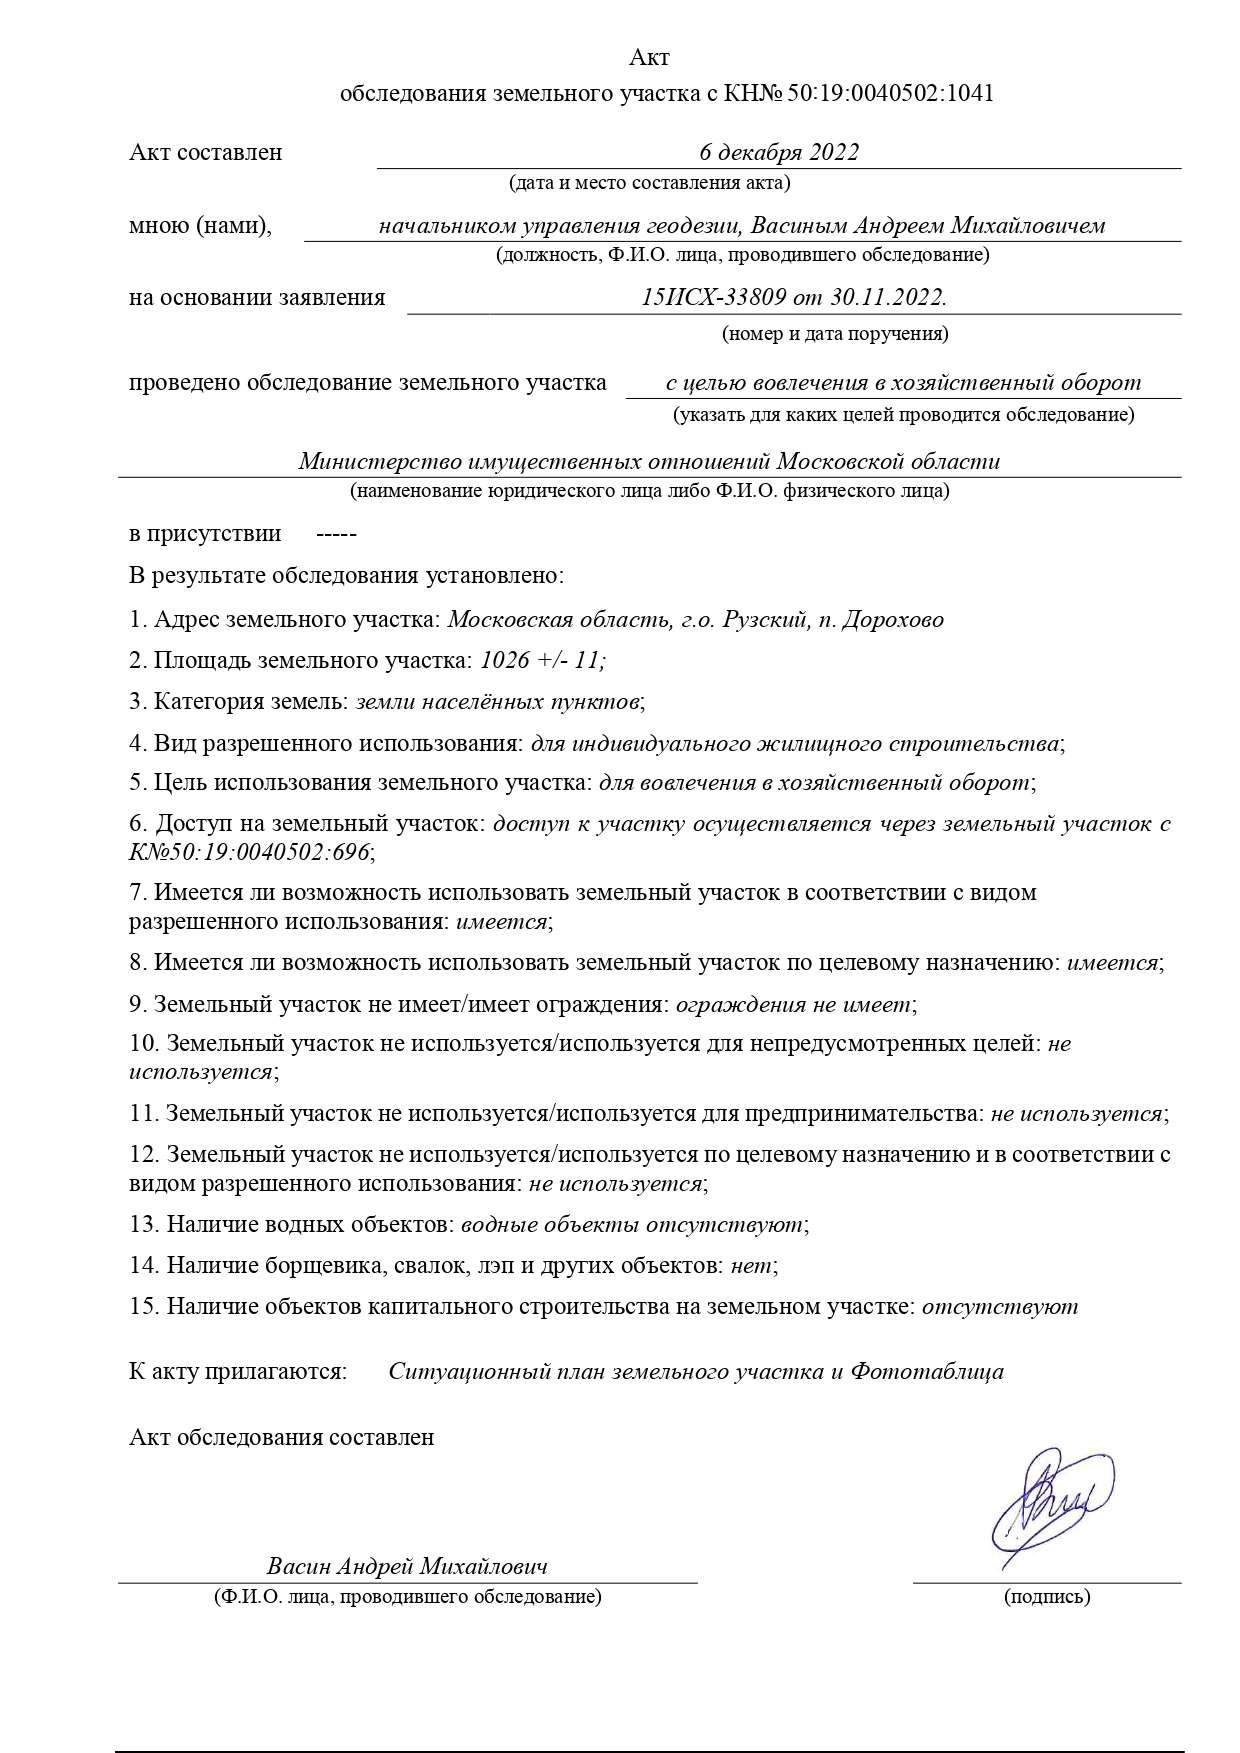 Акт
обследования земельного участка с КН№ 50:19:0040502:1041
Акт составлен 6 декабря 2022
(дата и место составления акта)
мною (нами), начальником управления геодезии, Васиным Андреем Михайловичем
(должность, Ф.И.О. лица, проводившего обследование)
на основании заявления 15ИСХ-33809 от 30.11.2022.
(номер и дата поручения)
проведено обследование земельного участка с целью вовлечения в хозяйственный оборот
(указать для каких целей проводится обследование)
Министерство имущественных отношений Московской области
(наименование юридического лица либо Ф.И.О. физического лица)
в присутствии -----
В результате обследования установлено:
1. Адрес земельного участка: Московская область, г.о. Рузский, п. Дорохово
2. Площадь земельного участка: 1026 +/- 11;
3. Категория земель: земли населённых пунктов;
4. Вид разрешенного использования: для индивидуального жилищного строительства;
5. Цель использования земельного участка: для вовлечения в хозяйственный оборот;
6. Доступ на земельный участок: доступ к участку осуществляется через земельный участок с
К№50:19:0040502:696;
7. Имеется ли возможность использовать земельный участок в соответствии с видом
разрешенного использования: имеется;
8. Имеется ли возможность использовать земельный участок по целевому назначению: имеется;
9. Земельный участок не имеет/имеет ограждения: ограждения не имеет;
10. Земельный участок не используется/используется для непредусмотренных целей: не
используется;
11. Земельный участок не используется/используется для предпринимательства: не используется;
12. Земельный участок не используется/используется по целевому назначению и в соответствии с
видом разрешенного использования: не используется;
13. Наличие водных объектов: водные объекты отсутствуют;
14. Наличие борщевика, свалок, лэп и других объектов: нет;
15. Наличие объектов капитального строительства на земельном участке: отсутствуют
К акту прилагаются: Ситуационный план земельного участка и Фототаблица
Акт обследования составлен
Васин Андрей Михайлович
(Ф.И.О. лица, проводившего обследование) (подпись)